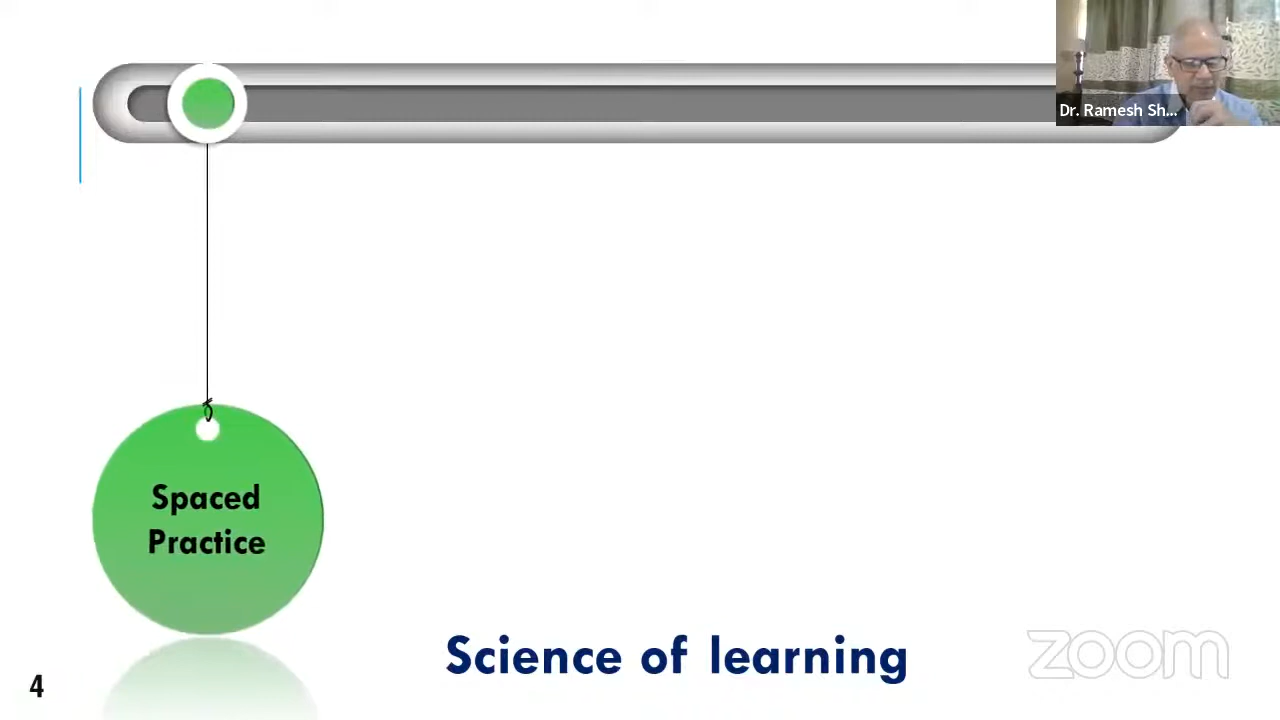 Dr. Ramesh Sh...
Spaced
Practice
Science of learning
zoom
4